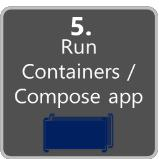 5.
Run
Containers /
Compose app